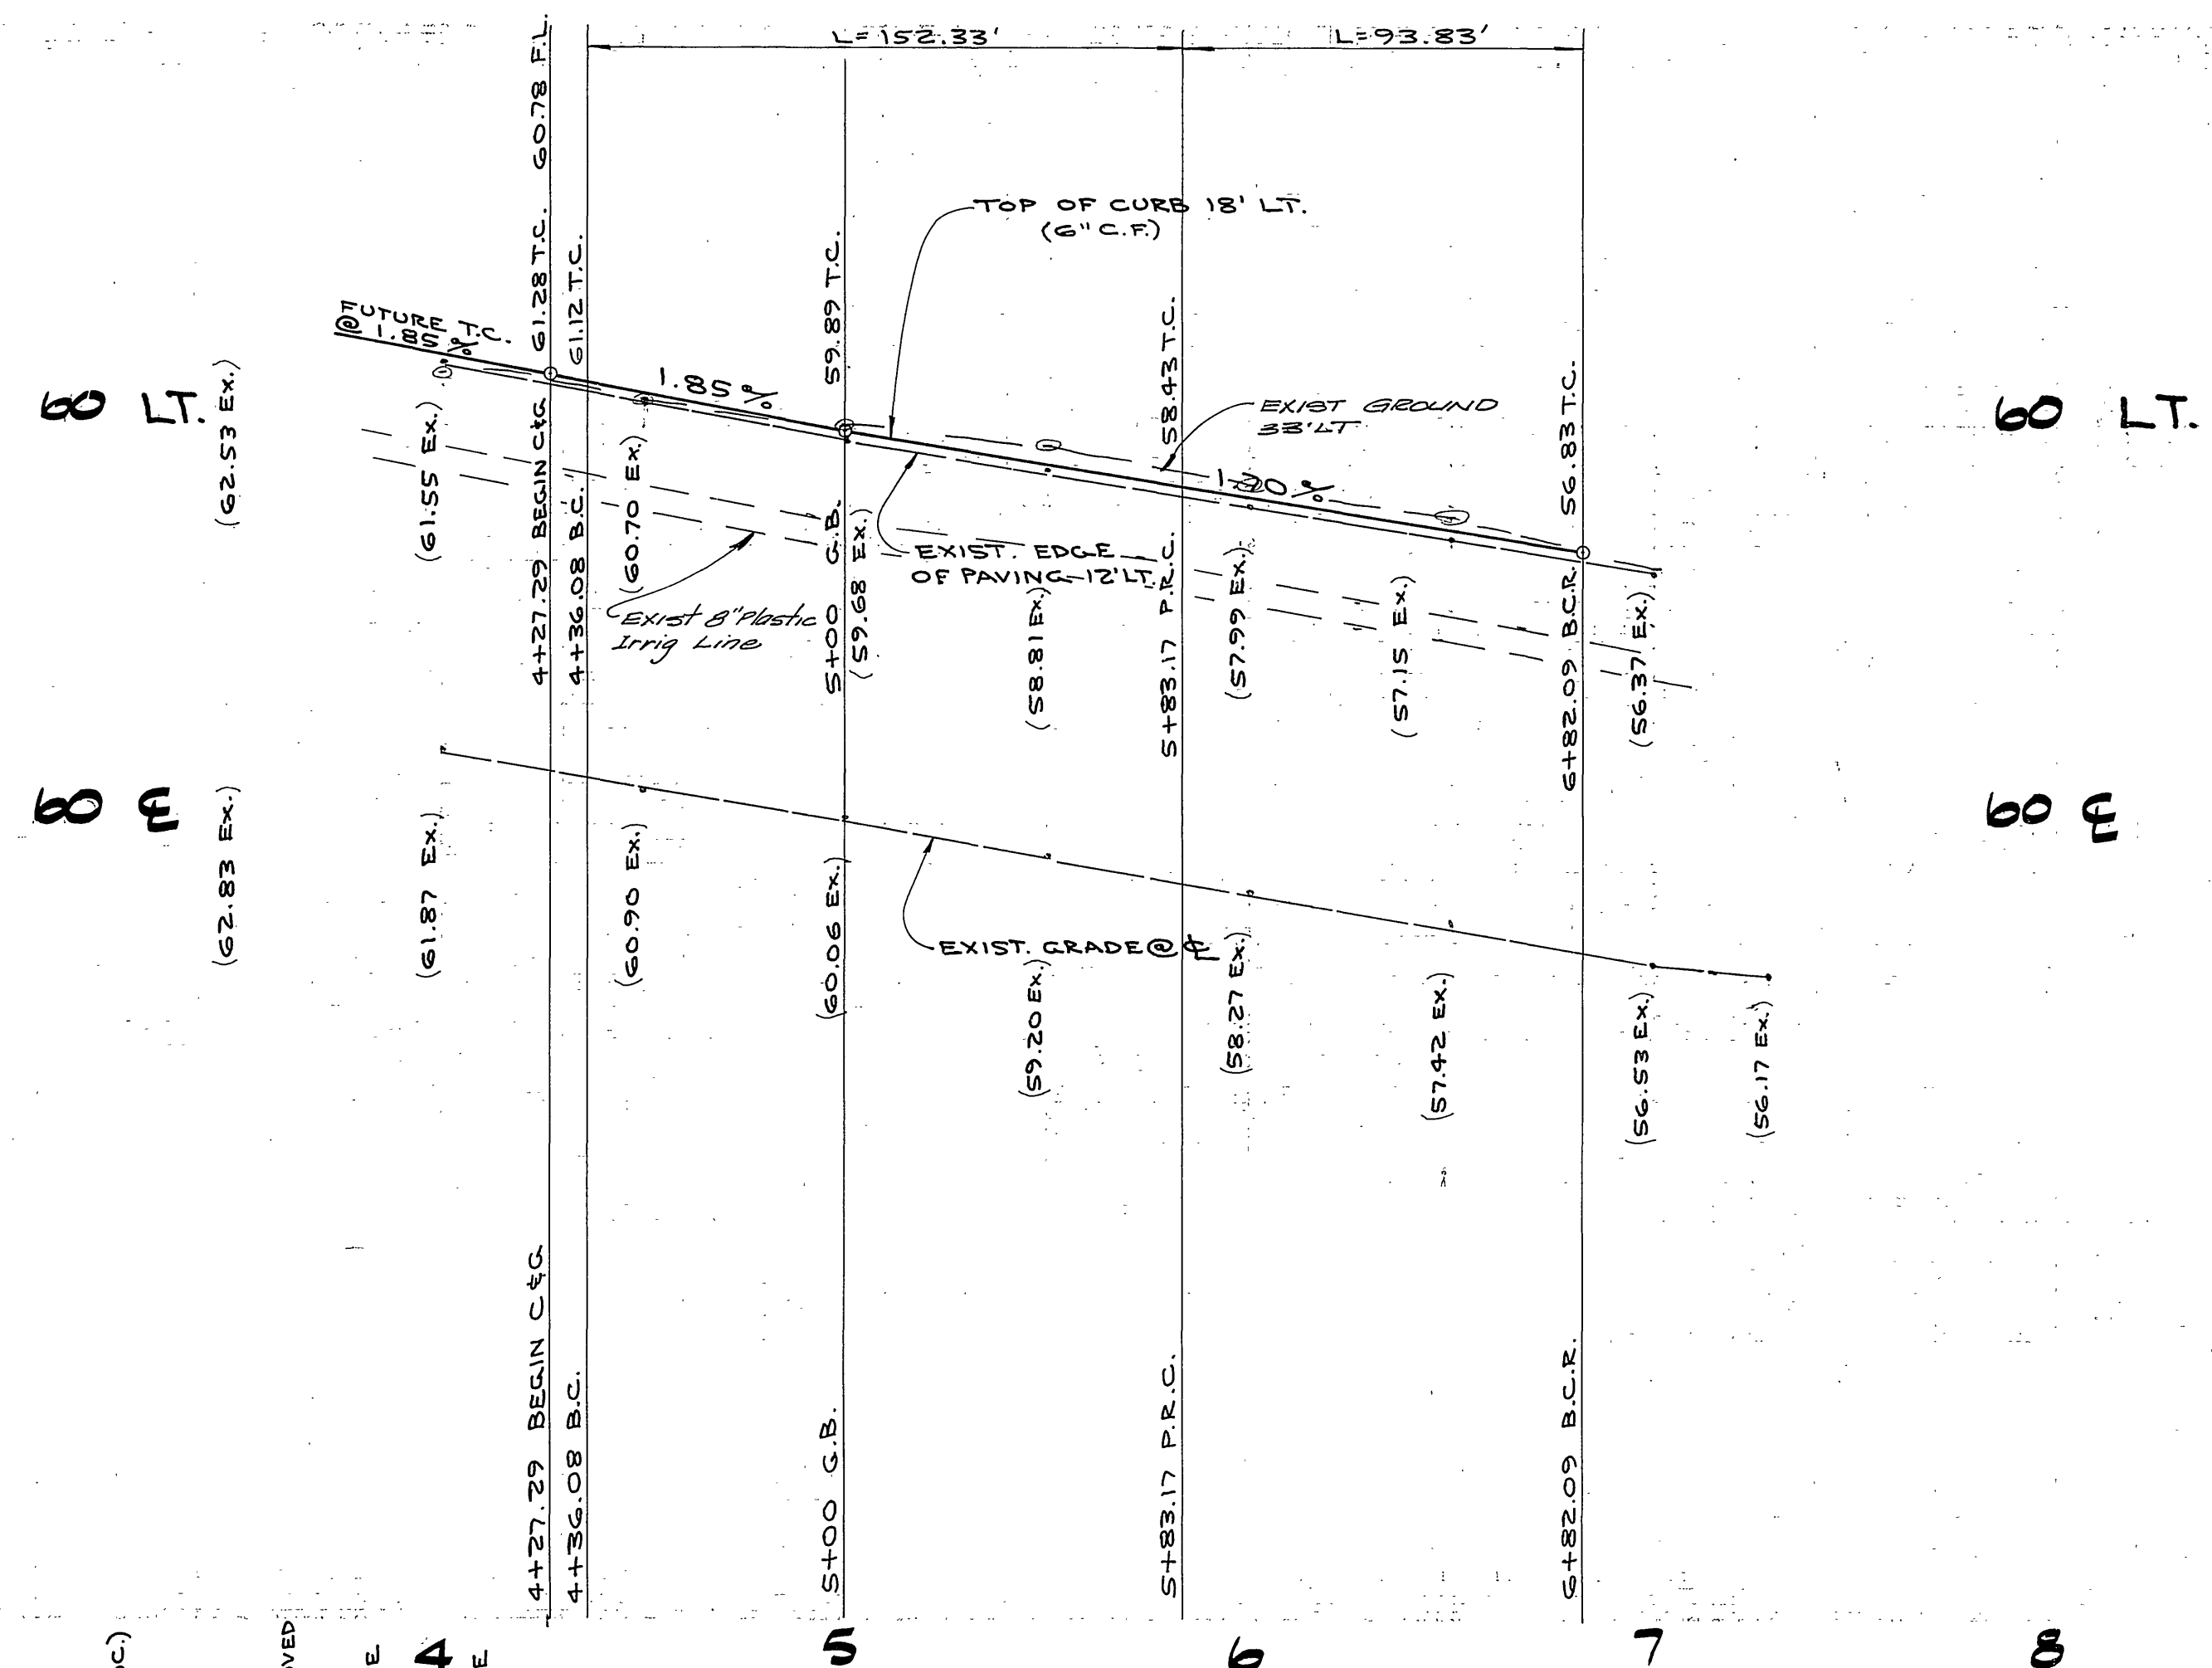 L=152.33'
L=93.83'
60.78 F.L.
61.28 T.C.
61.12 T.C.
59.89 T.C.
58.43 T.C.
56.83 T.C.
TOP OF CURB 18' LT.
(6" C.F.)
FUTURE T.C.
@ 1.85 %
1.85 %
EXIST GROUND
33' LT
60 LT.
60 LT.
(62.53 Ex.)
(61.55 Ex.)
4+27.29 BEGIN C&G
4+36.08 B.C.
(60.70 Ex.)
5+00 G.B.
(59.68 Ex.)
EXIST. EDGE
OF PAVING-12' LT.
(58.81 Ex.)
5+83.17 P.R.C.
(57.99 Ex.)
(57.15 Ex.)
6+82.09 B.C.R.
(56.37 Ex.)
Exist 8" Plastic
Irrig Line
60 ℄
60 ℄
(62.83 Ex.)
(61.87 Ex.)
(60.90 Ex.)
(60.06 Ex.)
EXIST. GRADE @ ℄
(59.20 Ex.)
(58.27 Ex.)
(57.42 Ex.)
(56.53 Ex.)
(56.17 Ex.)
4+27.29 BEGIN C&G
4+36.08 B.C.
5+00 G.B.
5+83.17 P.R.C.
6+82.09 B.C.R.
4
5
6
7
8